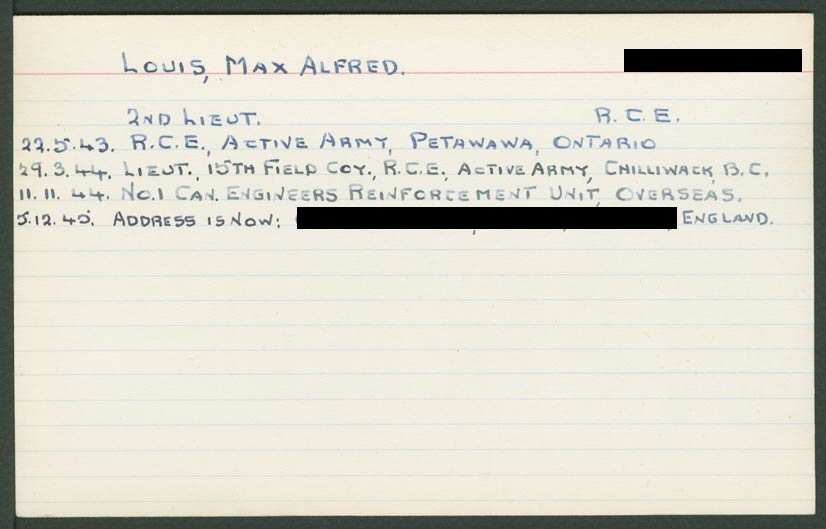 LOUIS, MAX ALFRED.
2ND LIEUT. R.C.E.
22.5.43. R.C.E., ACTIVE ARMY, PETAWAWA, ONTARIO
29.3.44. LIEUT., 15TH FIELD COY., R.C.E., ACTIVE ARMY, CHILLIWACK, B.C.
11.11.44. NO.1 CAN. ENGINEERS REINFORCEMENT UNIT, OVERSEAS.
5.12.45. ADDRESS IS NOW: ENGLAND.